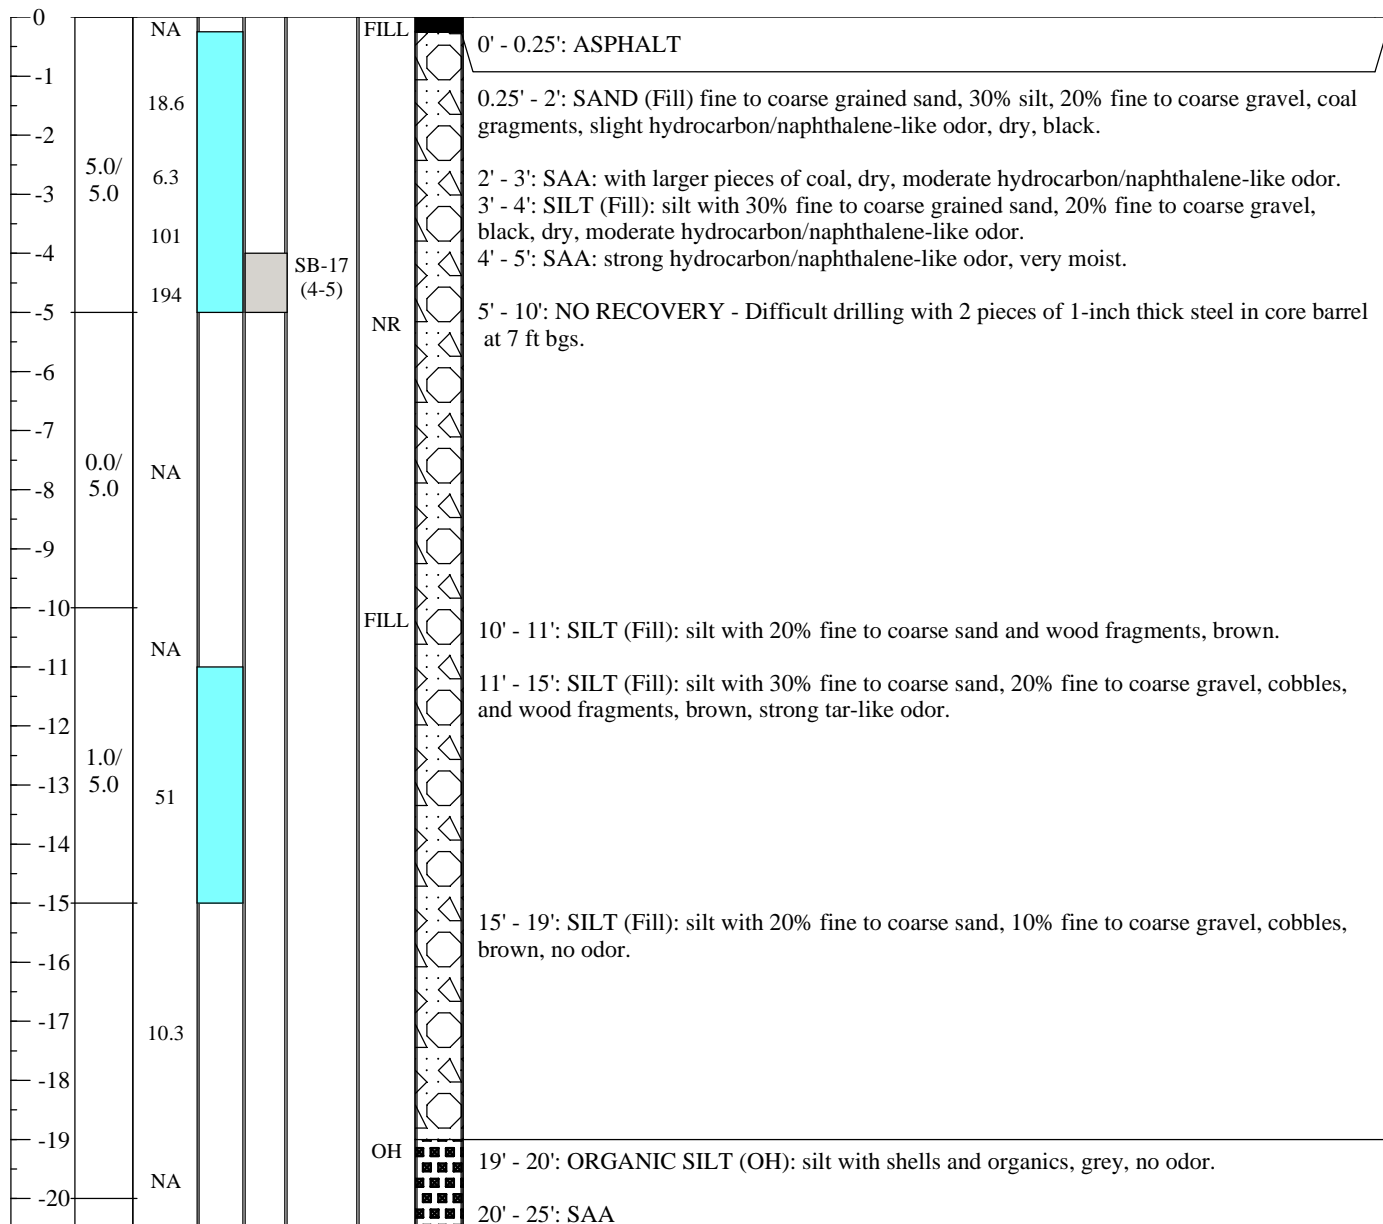 0
-1
-2
-3
-4
-5
-6
-7
-8
-9
-10
-11
-12
-13
-14
-15
-16
-17
-18
-19
-20
5.0/
5.0
0.0/
5.0
1.0/
5.0
NA
18.6
6.3
101
194
NA
NA
51
10.3
NA
SB-17
(4-5)
FILL
NR
FILL
OH
0' - 0.25': ASPHALT
0.25' - 2': SAND (Fill) fine to coarse grained sand, 30% silt, 20% fine to coarse gravel, coal
gragments, slight hydrocarbon/naphthalene-like odor, dry, black.
2' - 3': SAA: with larger pieces of coal, dry, moderate hydrocarbon/naphthalene-like odor.
3' - 4': SILT (Fill): silt with 30% fine to coarse grained sand, 20% fine to coarse gravel,
black, dry, moderate hydrocarbon/naphthalene-like odor.
4' - 5': SAA: strong hydrocarbon/naphthalene-like odor, very moist.
5' - 10': NO RECOVERY - Difficult drilling with 2 pieces of 1-inch thick steel in core barrel
at 7 ft bgs.
10' - 11': SILT (Fill): silt with 20% fine to coarse sand and wood fragments, brown.
11' - 15': SILT (Fill): silt with 30% fine to coarse sand, 20% fine to coarse gravel, cobbles,
and wood fragments, brown, strong tar-like odor.
15' - 19': SILT (Fill): silt with 20% fine to coarse sand, 10% fine to coarse gravel, cobbles,
brown, no odor.
19' - 20': ORGANIC SILT (OH): silt with shells and organics, grey, no odor.
20' - 25': SAA